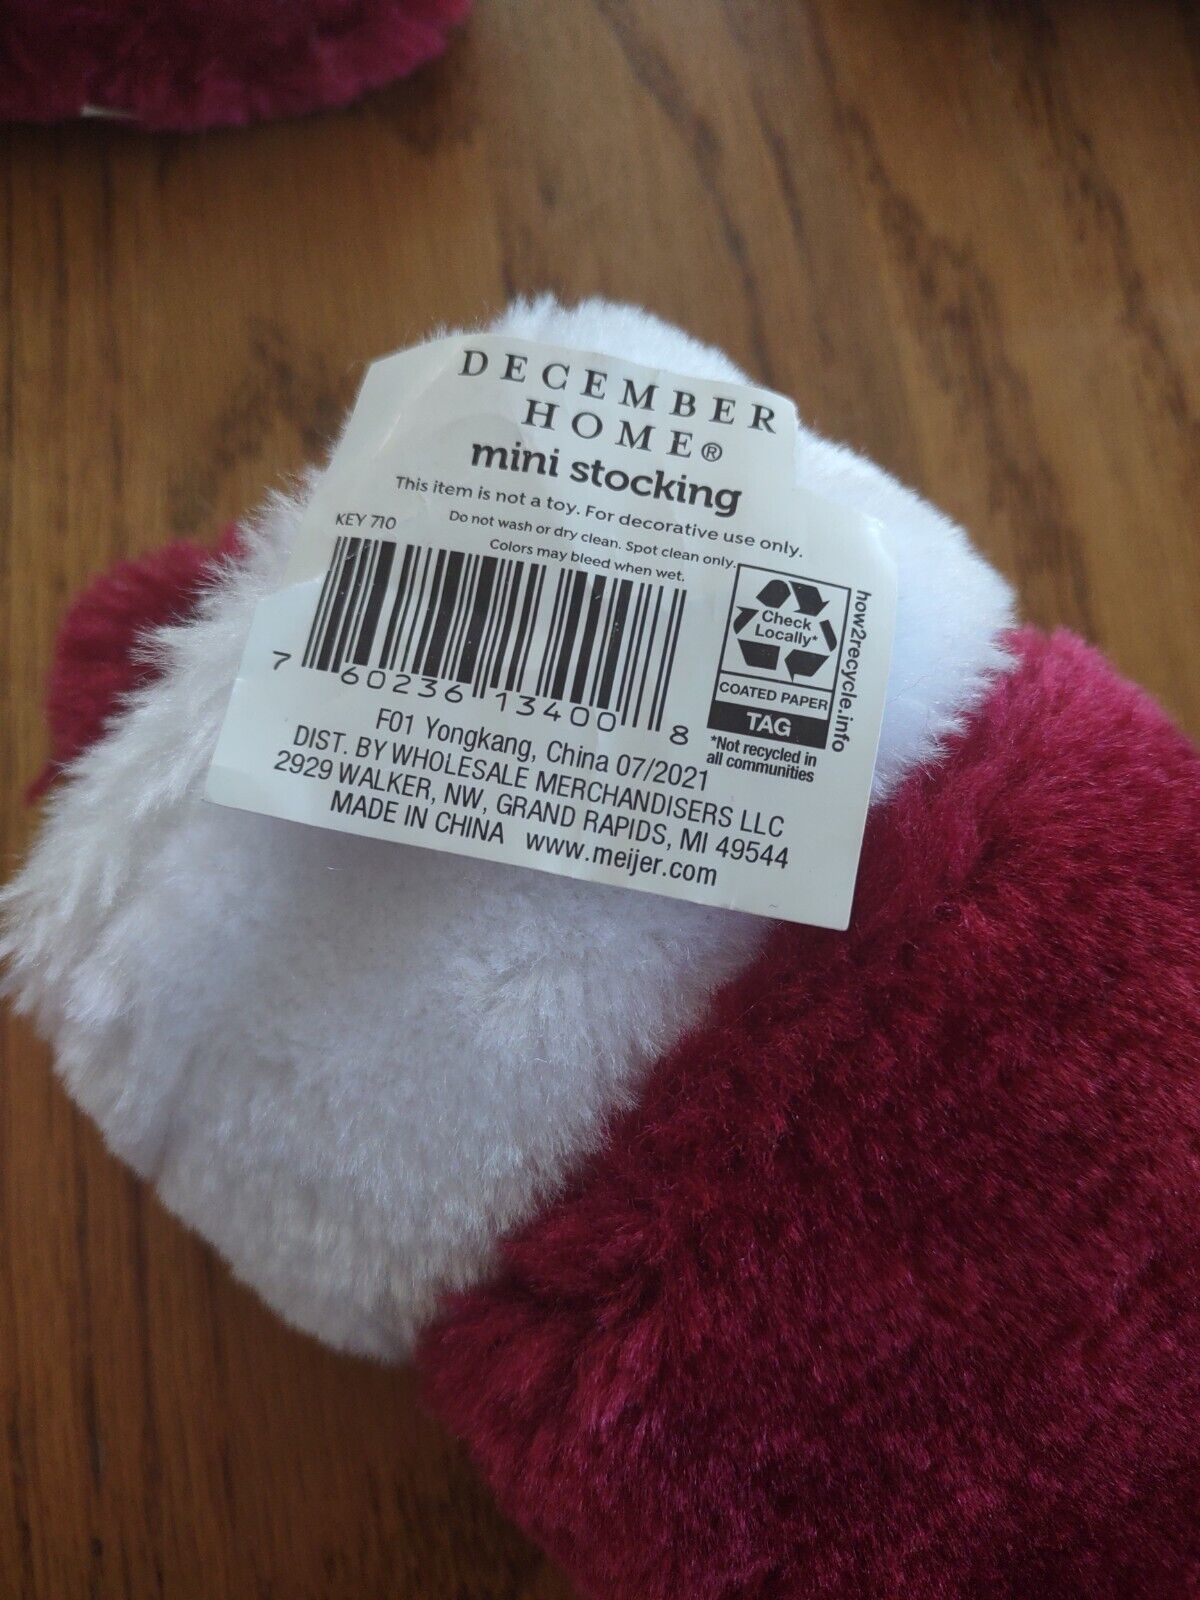 DECEMBER
HOME®
mini stocking
This item is not a toy. For decorative use only.
Do not wash or dry clean. Spot clean only.
Colors may bleed when wet.
KEY 710
7 60236 13400 8
Check
Locally*
COATED PAPER
TAG
*Not recycled in
all communities
how2recycle.info
F01 Yongkang, China 07/2021
DIST. BY WHOLESALE MERCHANDISERS LLC
2929 WALKER, NW, GRAND RAPIDS, MI 49544
MADE IN CHINA www.meijer.com